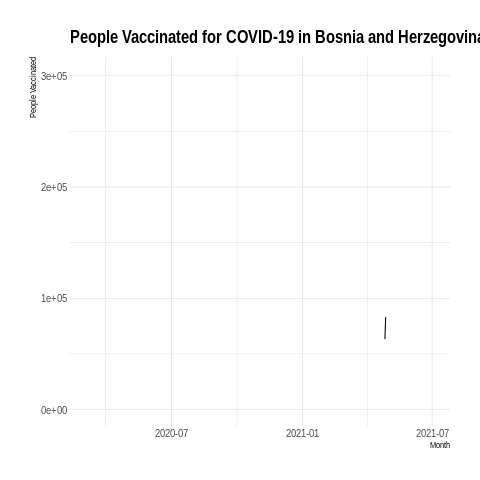 People Vaccinated for COVID-19 in Bosnia and Herzegovina
People Vaccinated
3e+05
2e+05
1e+05
0e+00
2020-07
2021-01
2021-07
Month